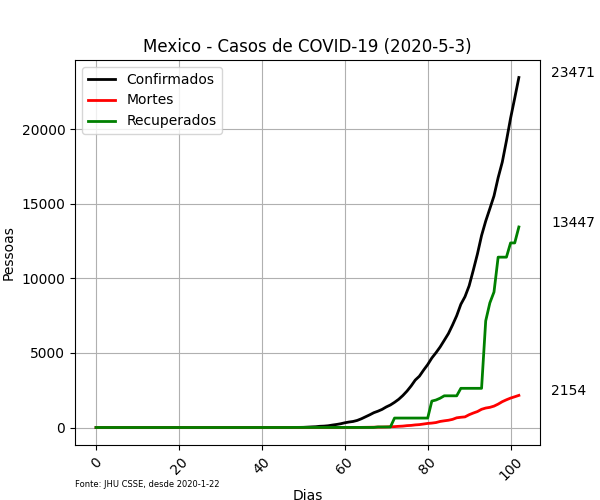 Mexico - Casos de COVID-19 (2020-5-3)
Confirmados
Mortes
Recuperados
23471
13447
2154
Pessoas
20000
15000
10000
5000
0
0
20
40
60
80
100
Dias
Fonte: JHU CSSE, desde 2020-1-22